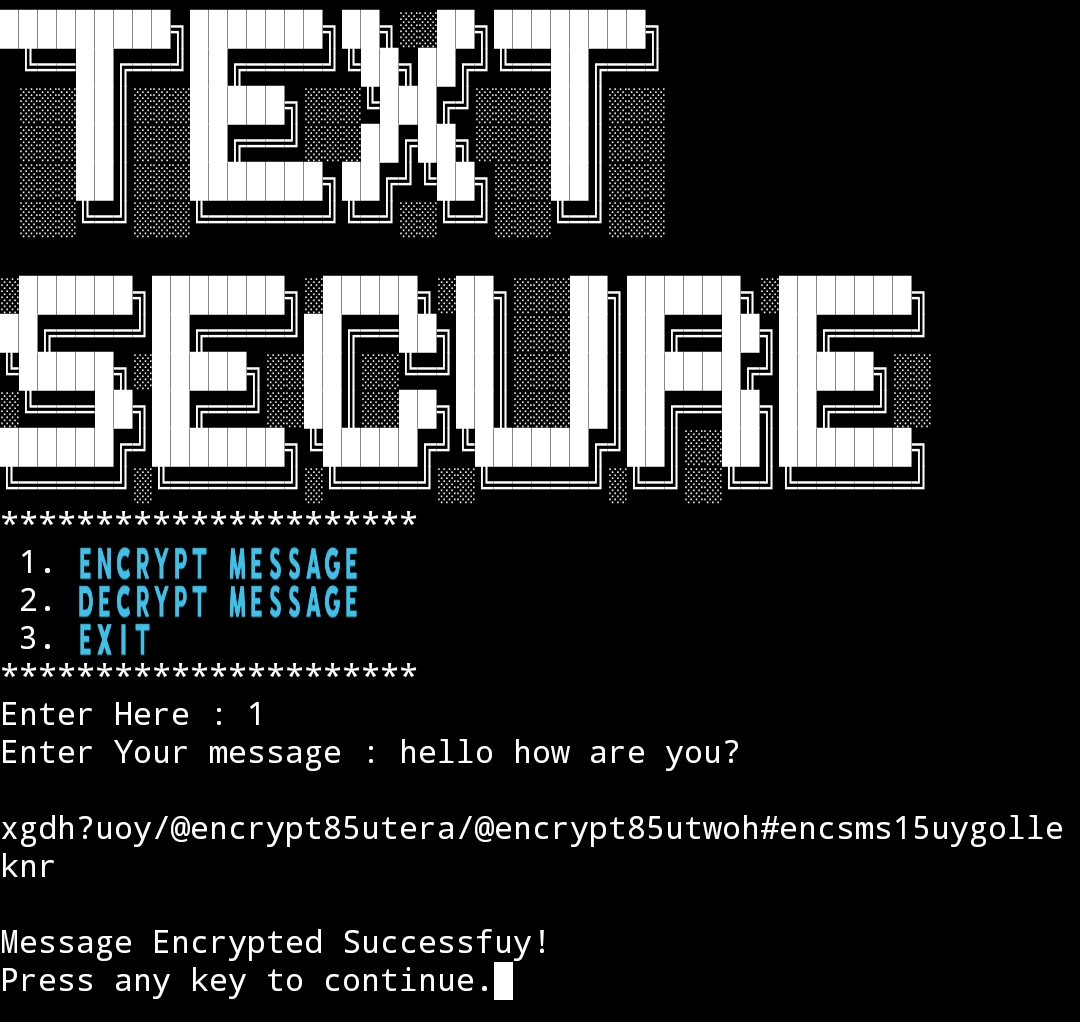 TEXT
SECURE
**********************
1. ENCRYPT MESSAGE
2. DECRYPT MESSAGE
3. EXIT
**********************
Enter Here : 1
Enter Your message : hello how are you?
xgdh?uoy/@encrypt85utera/@encrypt85utwoh#encsms15uygolle
knr
Message Encrypted Successfuy!
Press any key to continue.